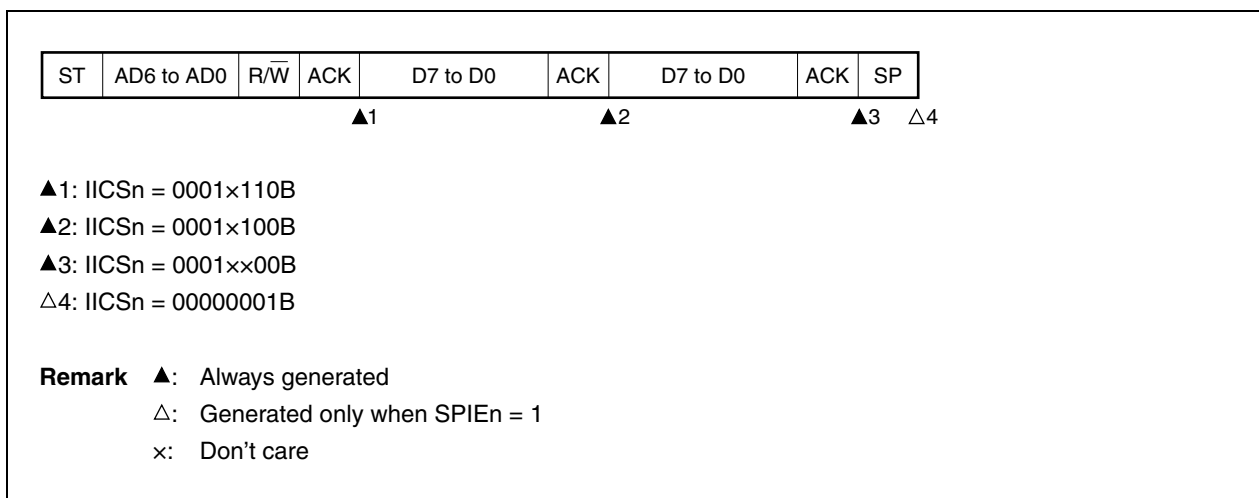 ST AD6 to AD0 R/W̅ ACK D7 to D0 ACK D7 to D0 ACK SP
▲1 ▲2 ▲3 △4
▲1: IICSn = 0001×110B
▲2: IICSn = 0001×100B
▲3: IICSn = 0001××00B
△4: IICSn = 00000001B
Remark ▲: Always generated
△: Generated only when SPIEn = 1
×: Don't care